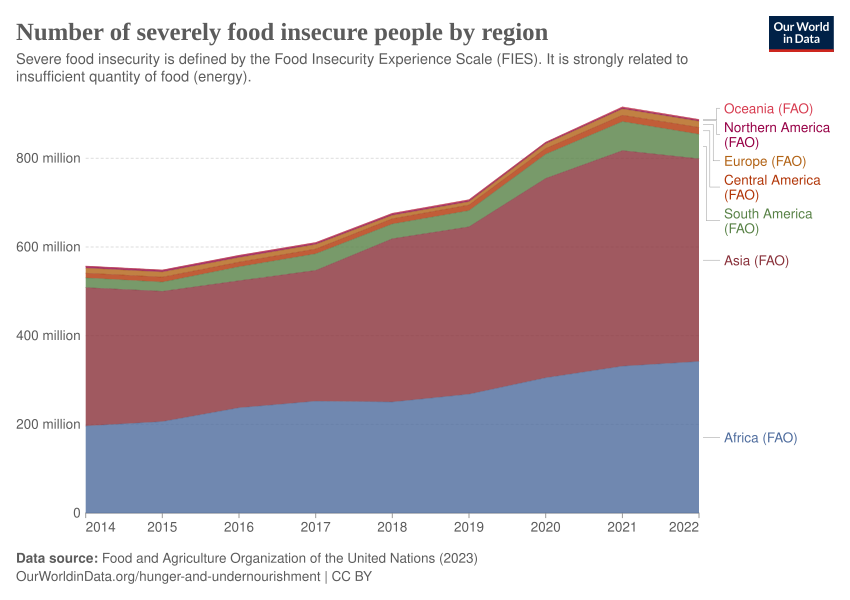 Number of severely food insecure people by region
Our World
in Data
Severe food insecurity is defined by the Food Insecurity Experience Scale (FIES). It is strongly related to
insufficient quantity of food (energy).
Oceania (FAO)
Northern America
(FAO)
Europe (FAO)
Central America
(FAO)
South America
(FAO)
Asia (FAO)
Africa (FAO)
800 million
600 million
400 million
200 million
0
2014 2015 2016 2017 2018 2019 2020 2021 2022
Data source: Food and Agriculture Organization of the United Nations (2023)
OurWorldinData.org/hunger-and-undernourishment | CC BY